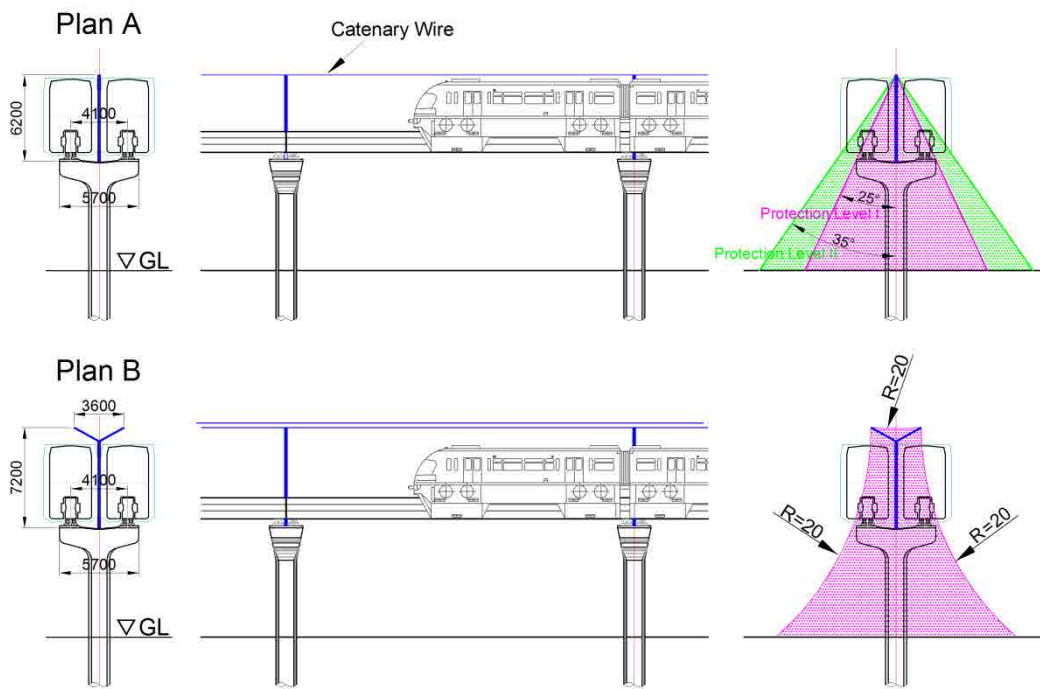 Plan A
Catenary Wire
6200
4100
5700
▽ GL
25°
Protection Level I
35°
Protection Level II
Plan B
3600
7200
4100
5700
▽ GL
R=20
R=20
R=20